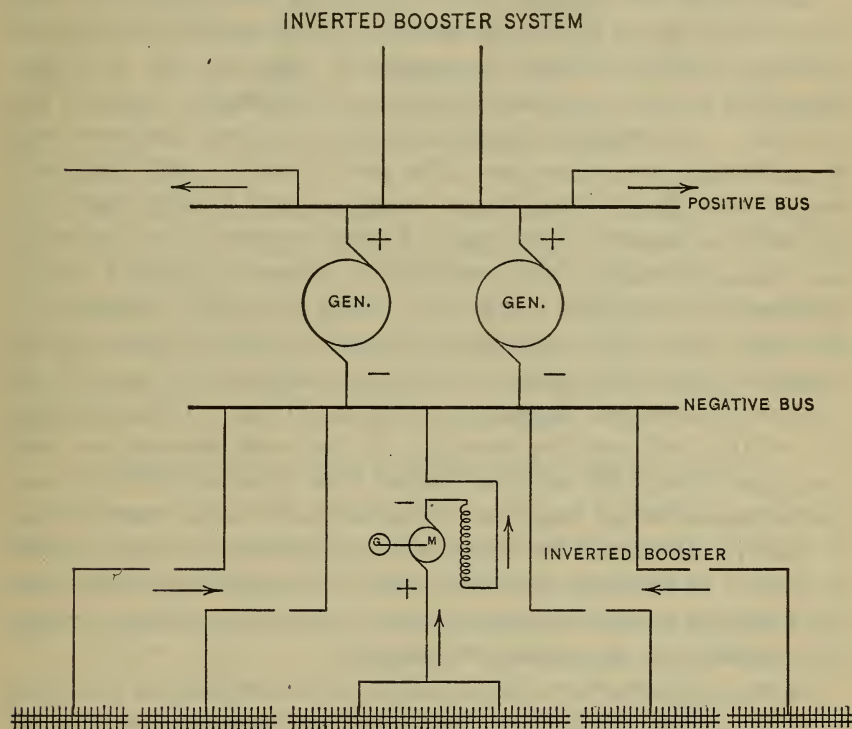 INVERTED BOOSTER SYSTEM
POSITIVE BUS
+ +
GEN. GEN.
− −
NEGATIVE BUS
−
G M
INVERTED BOOSTER
+